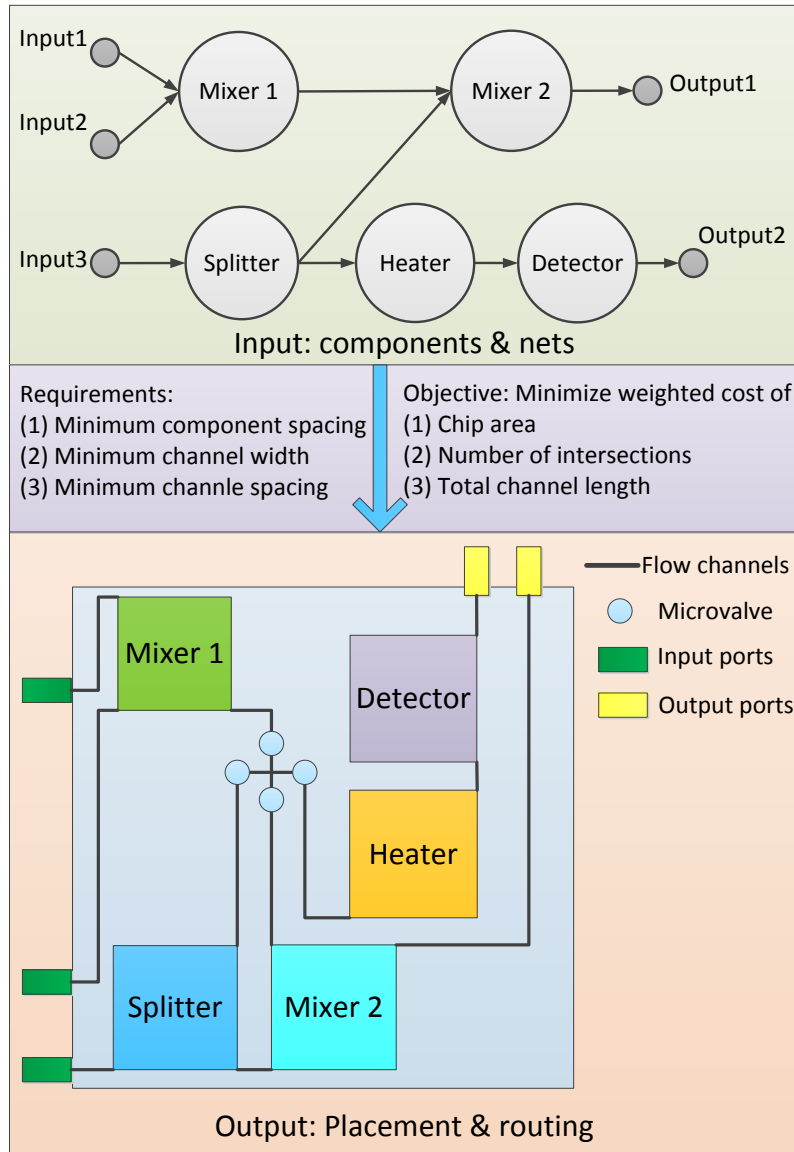 Input1
Mixer 1
Mixer 2
Output1
Input2
Input3
Splitter
Heater
Detector
Output2
Input: components & nets
Requirements:
(1) Minimum component spacing
(2) Minimum channel width
(3) Minimum channle spacing
Objective: Minimize weighted cost of
(1) Chip area
(2) Number of intersections
(3) Total channel length
Flow channels
Microvalve
Input ports
Output ports
Mixer 1
Detector
Heater
Splitter
Mixer 2
Output: Placement & routing